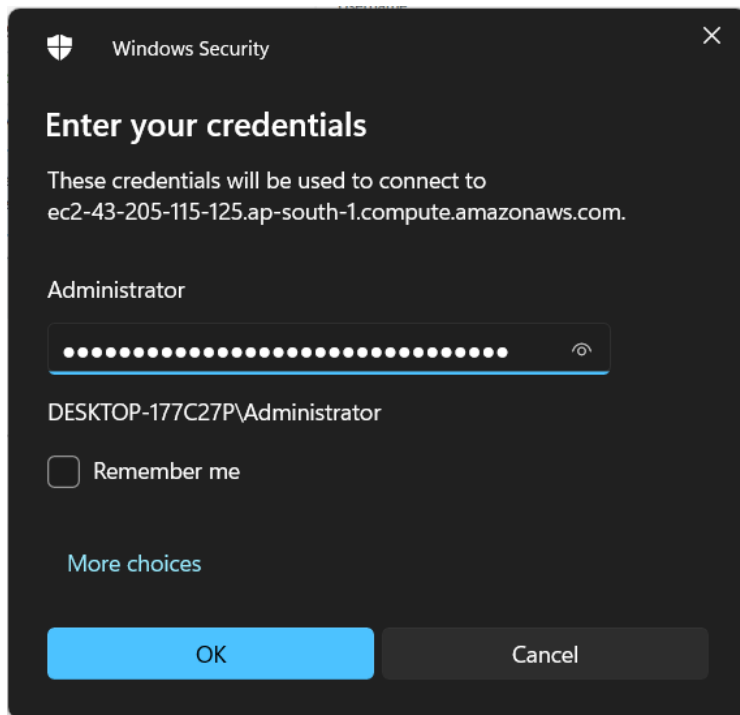 Windows Security
Enter your credentials
These credentials will be used to connect to
ec2-43-205-115-125.ap-south-1.compute.amazonaws.com.
Administrator
●●●●●●●●●●●●●●●●●●●●●●●●●●●●●●●●
DESKTOP-177C27P\Administrator
Remember me
More choices
OK
Cancel